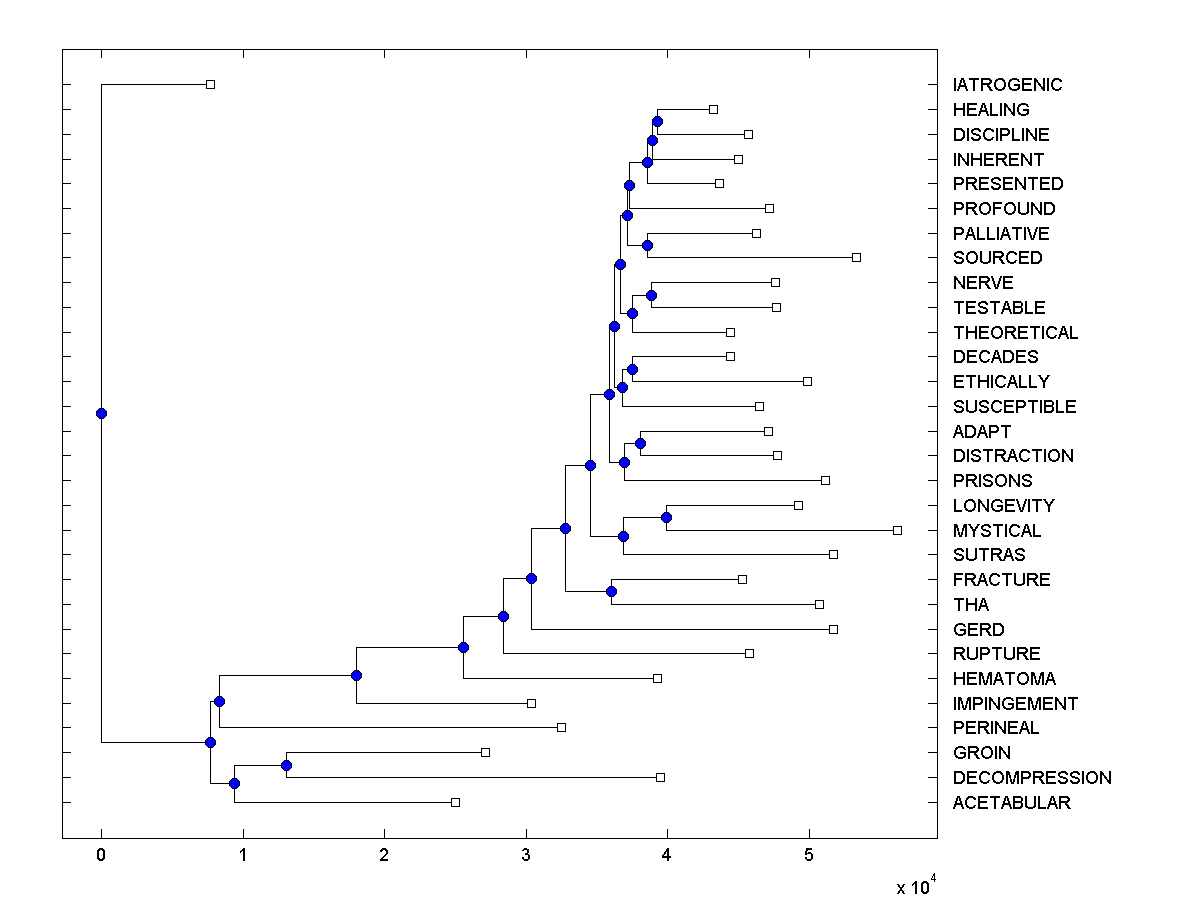 IATROGENIC
HEALING
DISCIPLINE
INHERENT
PRESENTED
PROFOUND
PALLIATIVE
SOURCED
NERVE
TESTABLE
THEORETICAL
DECADES
ETHICALLY
SUSCEPTIBLE
ADAPT
DISTRACTION
PRISONS
LONGEVITY
MYSTICAL
SUTRAS
FRACTURE
THA
GERD
RUPTURE
HEMATOMA
IMPINGEMENT
PERINEAL
GROIN
DECOMPRESSION
ACETABULAR
0 1 2 3 4 5
x 10^4